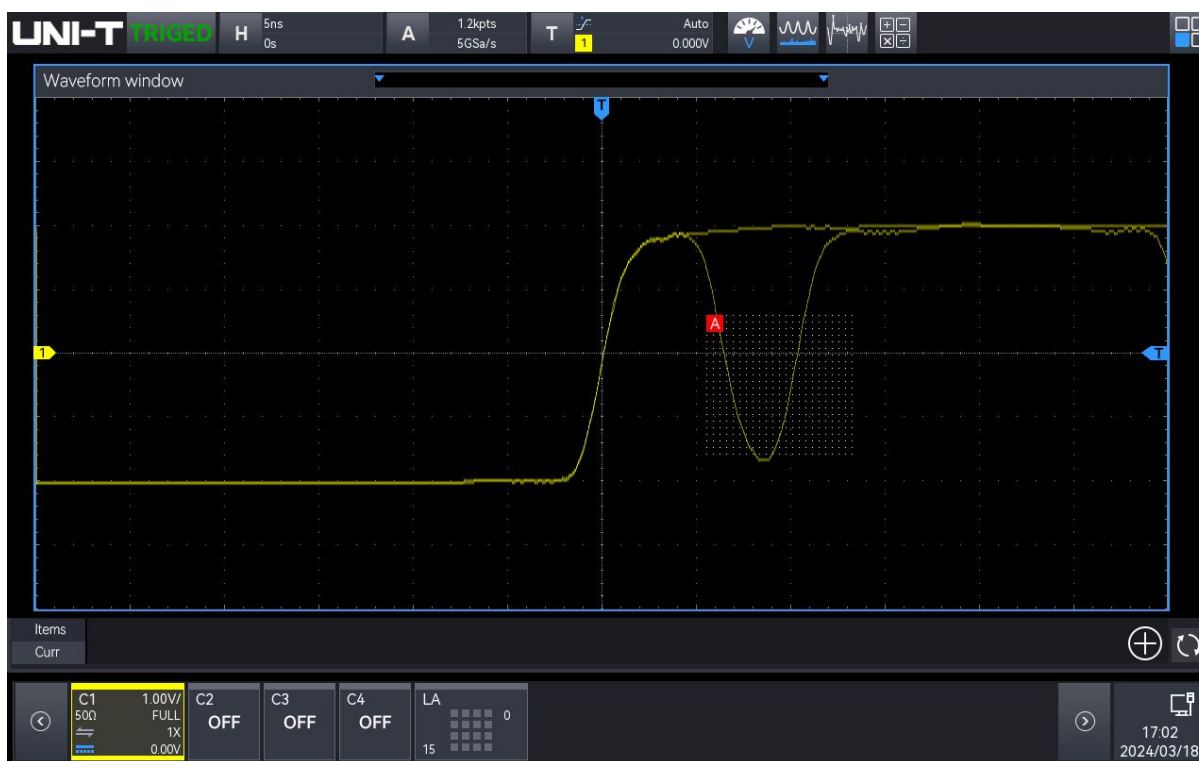 UNI-T TRIGED H 5ns 0s A 1.2kpts 5GSa/s T 1 Auto 0.000V V
Waveform window
T
A
1 T
Items
Curr
C1 1.00V/ C2 C3 C4 LA
50Ω FULL OFF OFF OFF 0
1X
0.00V 15
17:02
2024/03/18